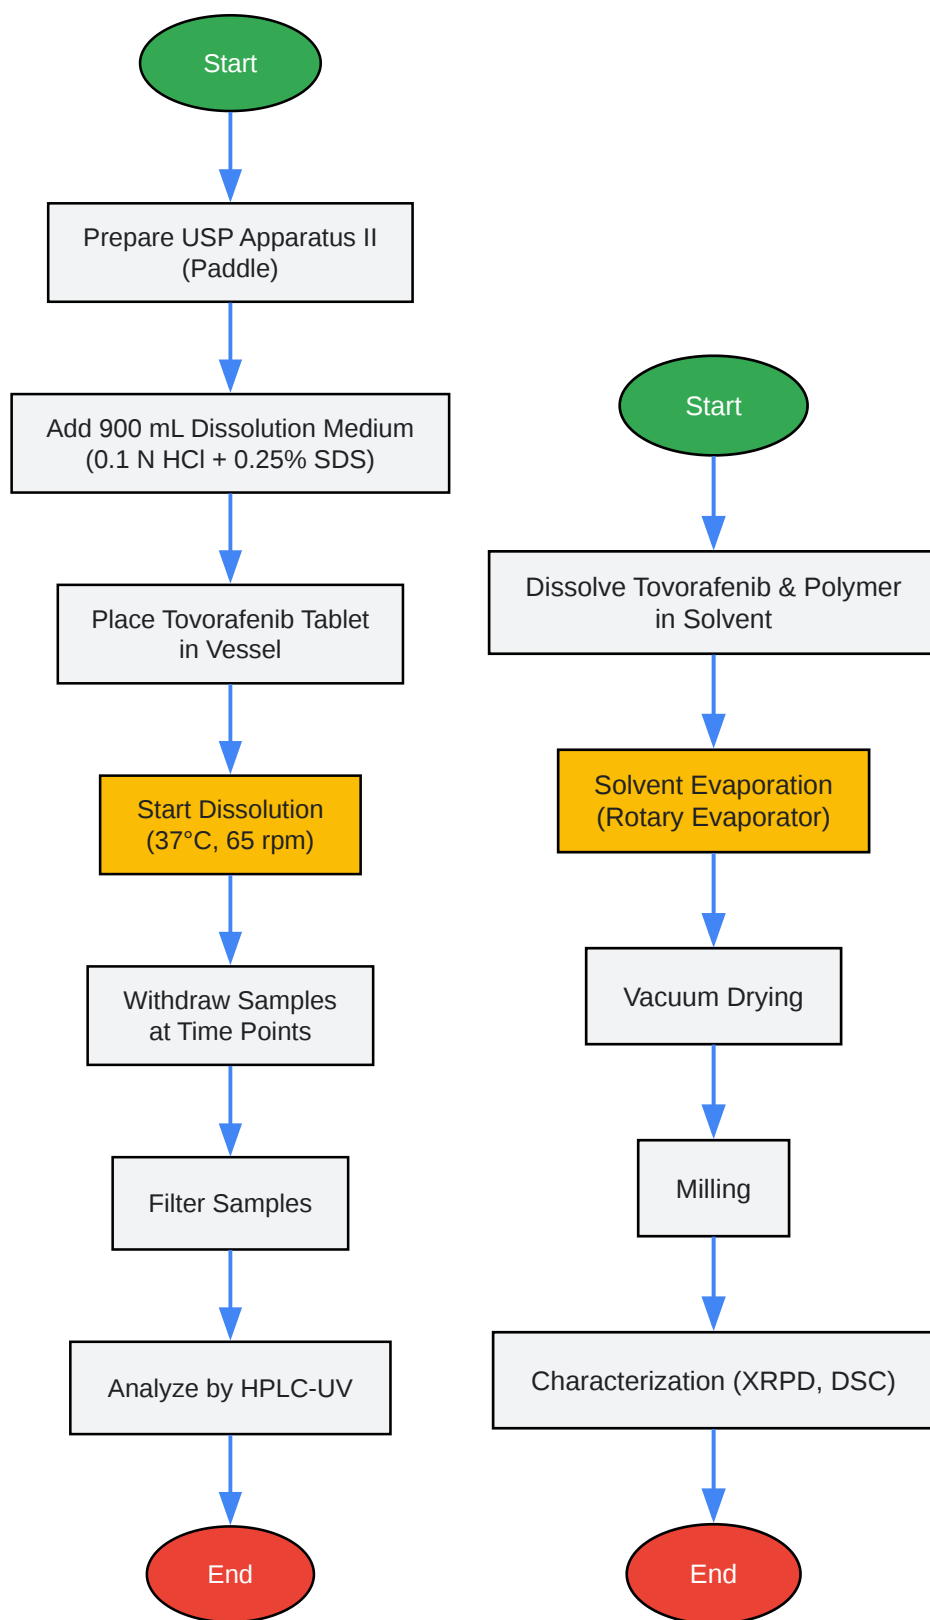 Start
Prepare USP Apparatus II
(Paddle)
Add 900 mL Dissolution Medium
(0.1 N HCl + 0.25% SDS)
Place Tovorafenib Tablet
in Vessel
Start Dissolution
(37°C, 65 rpm)
Withdraw Samples
at Time Points
Filter Samples
Analyze by HPLC-UV
End
Start
Dissolve Tovorafenib & Polymer
in Solvent
Solvent Evaporation
(Rotary Evaporator)
Vacuum Drying
Milling
Characterization (XRPD, DSC)
End